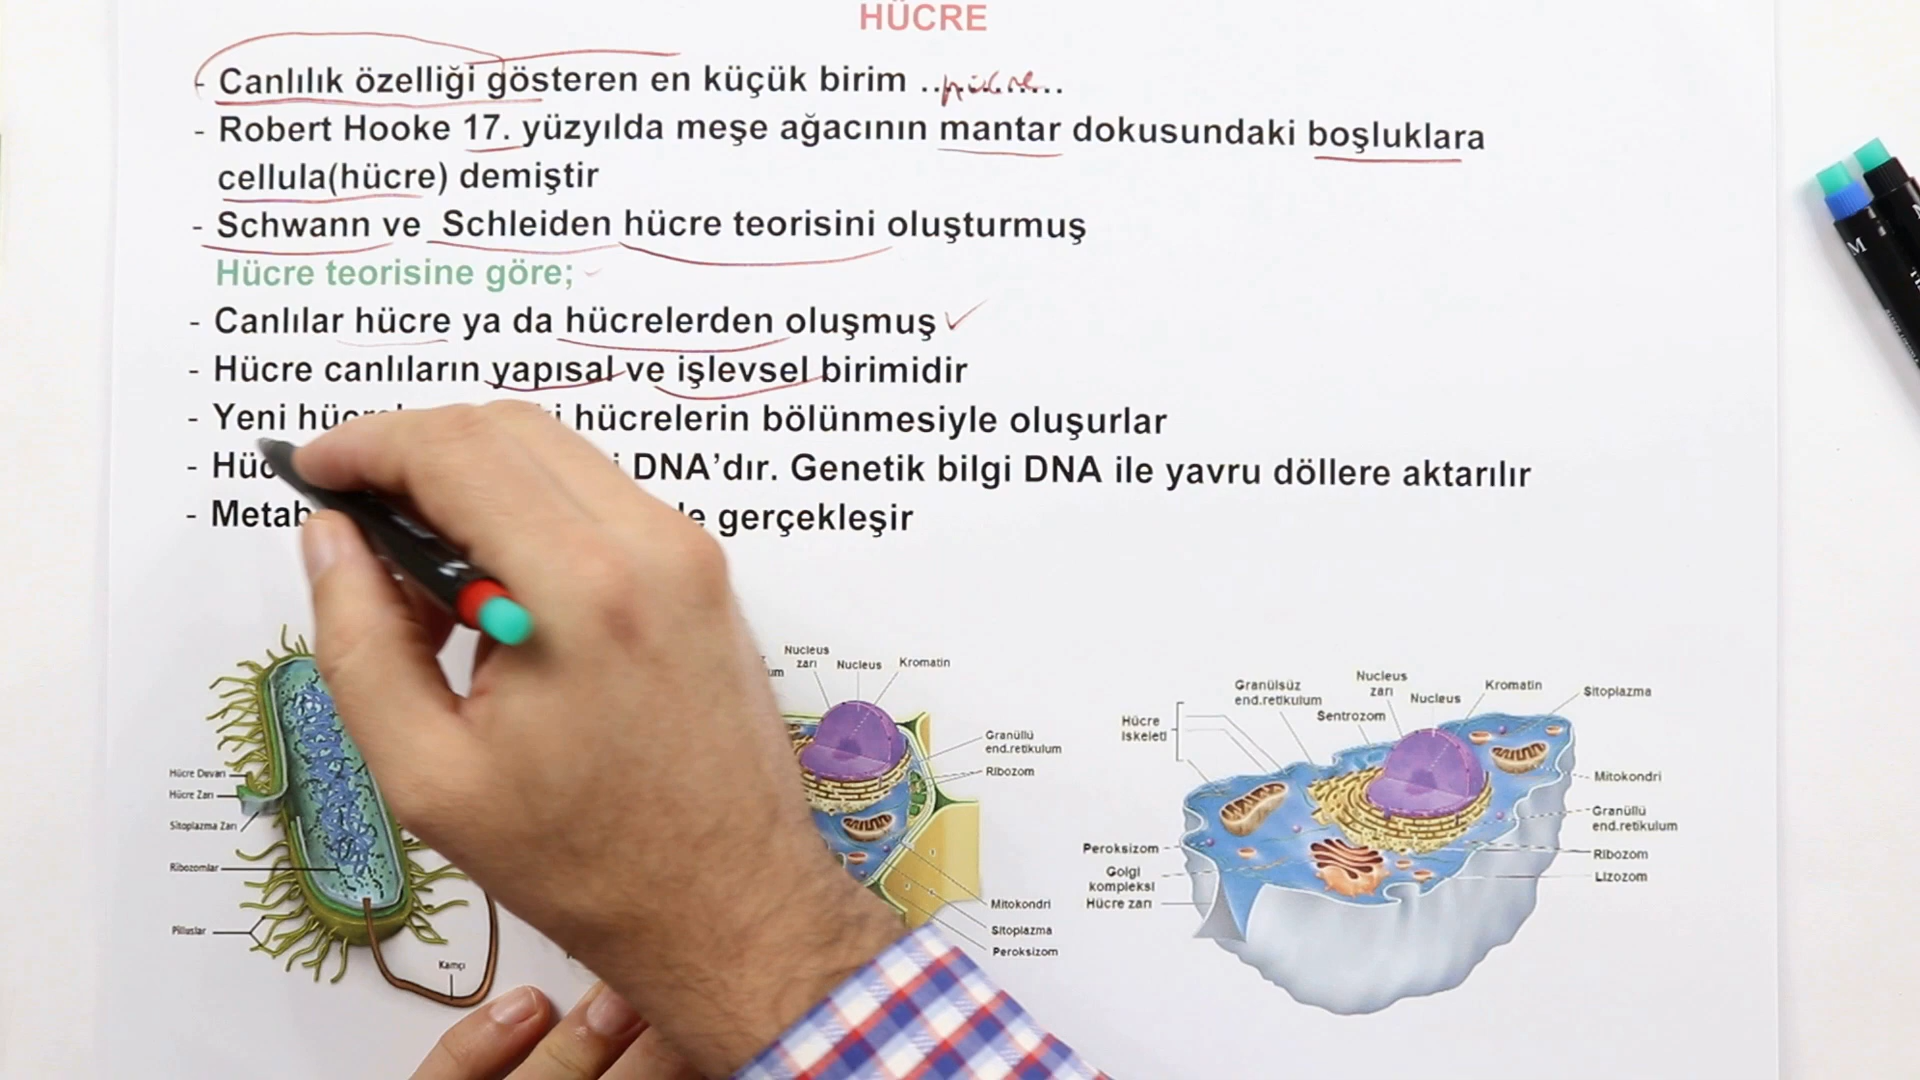 HÜCRE
- Canlılık özelliği gösteren en küçük birim ..hücre...
- Robert Hooke 17. yüzyılda meşe ağacının mantar dokusundaki boşluklara
cellula(hücre) demiştir
- Schwann ve Schleiden hücre teorisini oluşturmuş
Hücre teorisine göre;
- Canlılar hücre ya da hücrelerden oluşmuş
- Hücre canlıların yapısal ve işlevsel birimidir
- Yeni hücrelerin bölünmesiyle oluşurlar
- DNA'dır. Genetik bilgi DNA ile yavru döllere aktarılır
- gerçekleşir
Hücre Duvarı
Hücre Zarı
Sitoplazma Zarı
Ribozomlar
Piliuslar
Kamçı
Nucleus
zarı
Nucleus
Kromatin
Granüllü
end.retikulum
Ribozom
Mitokondri
Sitoplazma
Peroksizom
Hücre
iskeleti
Granülsüz
end.retikulum
Sentrozom
Nucleus
zarı
Nucleus
Kromatin
Sitoplazma
Mitokondri
Granüllü
end.retikulum
Ribozom
Lizozom
Peroksizom
Golgi
kompleksi
Hücre zarı
M